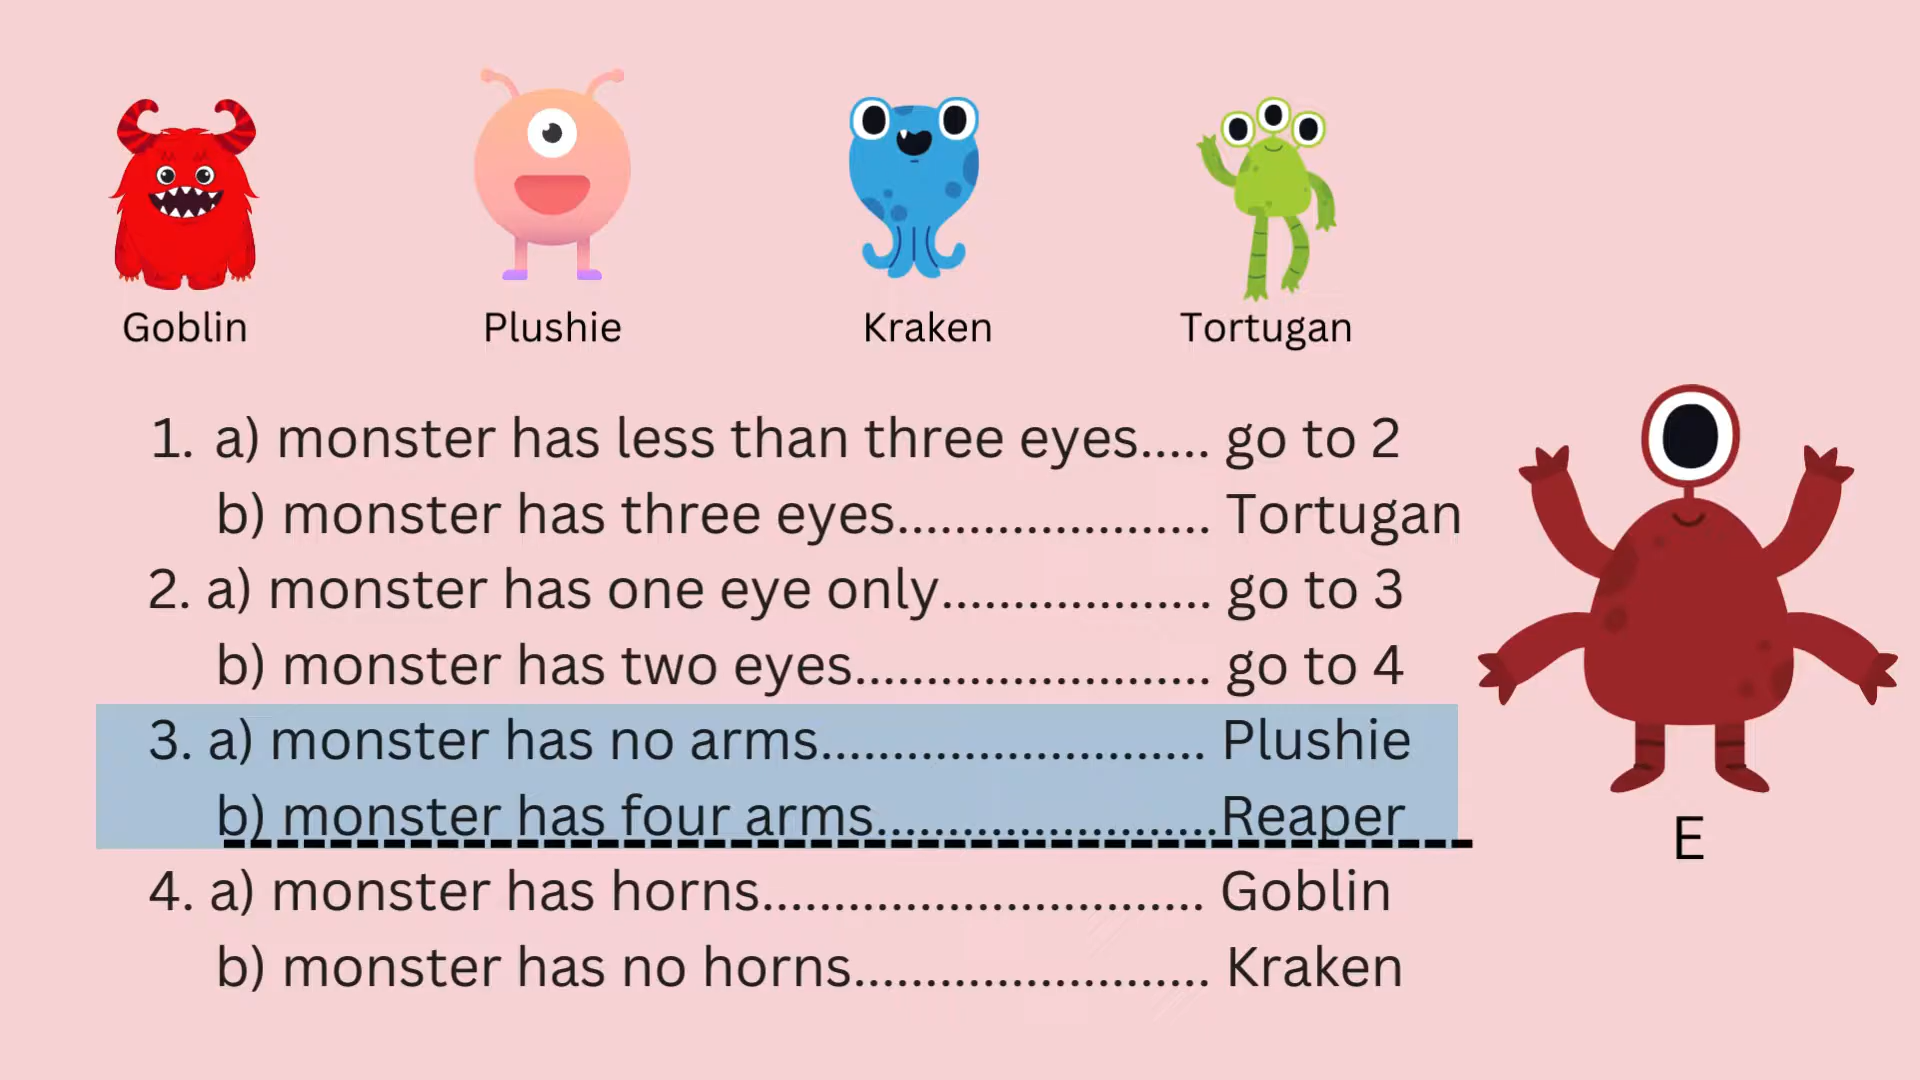 Goblin Plushie Kraken Tortugan
1. a) monster has less than three eyes..... go to 2
b) monster has three eyes...................... Tortugan
2. a) monster has one eye only................... go to 3
b) monster has two eyes......................... go to 4
3. a) monster has no arms........................... Plushie
b) monster has four arms........................Reaper
4. a) monster has horns............................... Goblin
b) monster has no horns......................... Kraken
E